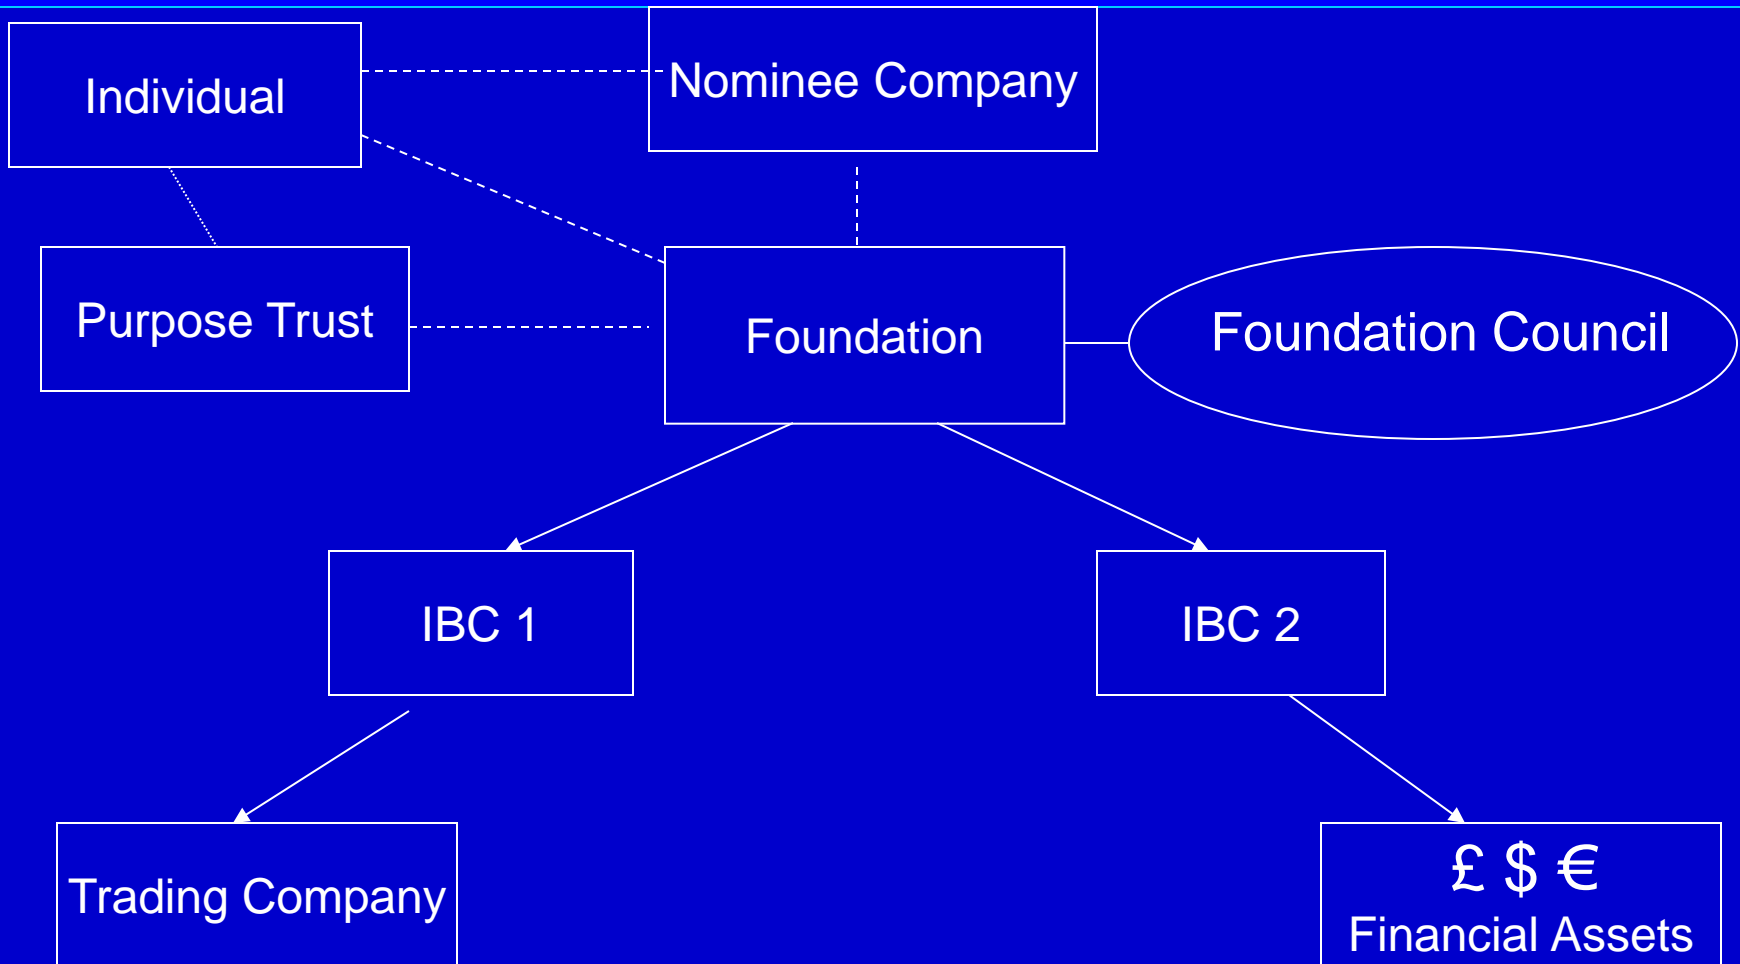 Individual
Nominee Company
Purpose Trust
Foundation
Foundation Council
IBC 1
IBC 2
Trading Company
£ $ €
Financial Assets